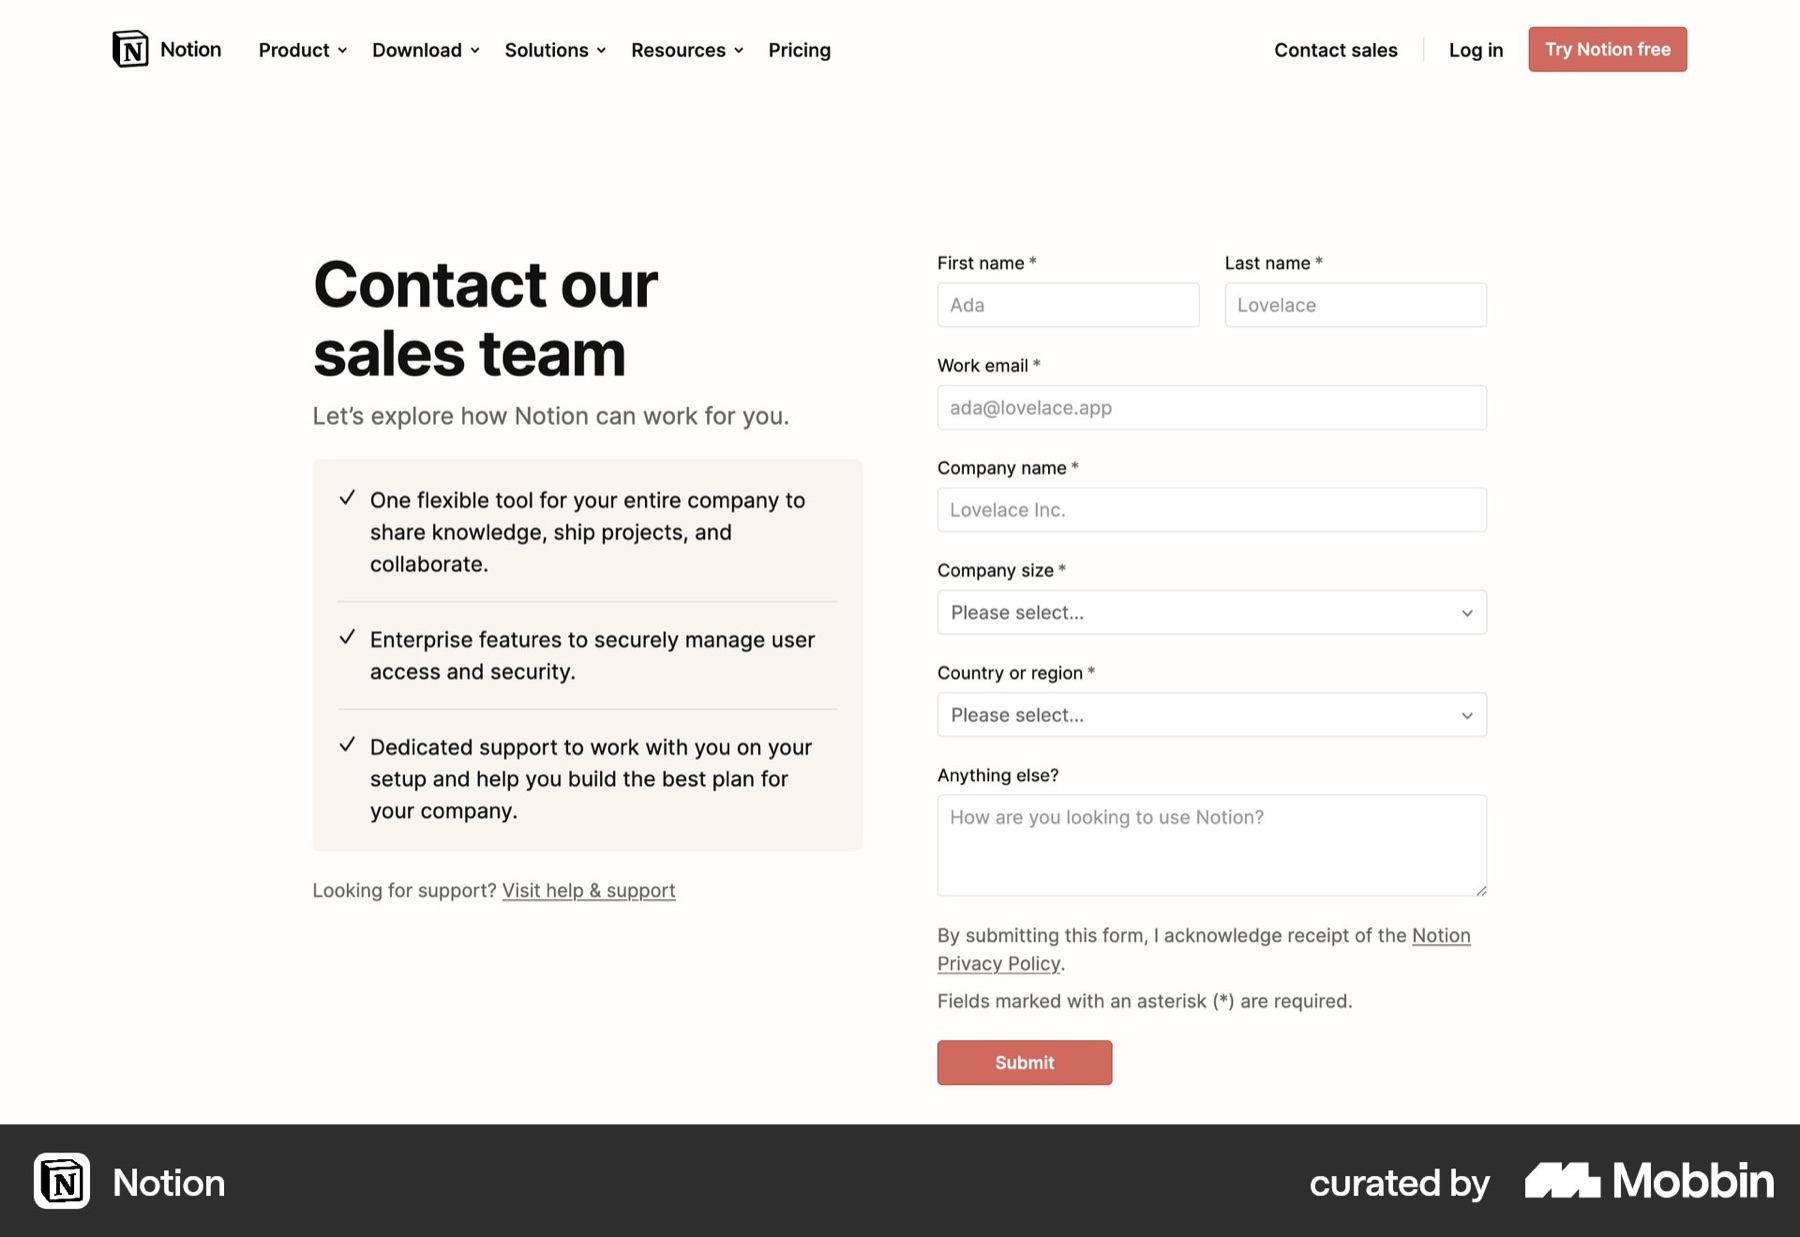 Notion
Product
Download
Solutions
Resources
Pricing
Contact sales
Log in
Try Notion free
Contact our
sales team
Let’s explore how Notion can work for you.
One flexible tool for your entire company to
share knowledge, ship projects, and
collaborate.
Enterprise features to securely manage user
access and security.
Dedicated support to work with you on your
setup and help you build the best plan for
your company.
Looking for support? Visit help & support
First name *
Last name *
Ada
Lovelace
Work email *
ada@lovelace.app
Company name *
Lovelace Inc.
Company size *
Please select...
Country or region *
Please select...
Anything else?
How are you looking to use Notion?
By submitting this form, I acknowledge receipt of the Notion
Privacy Policy.
Fields marked with an asterisk (*) are required.
Submit
Notion
curated by
Mobbin